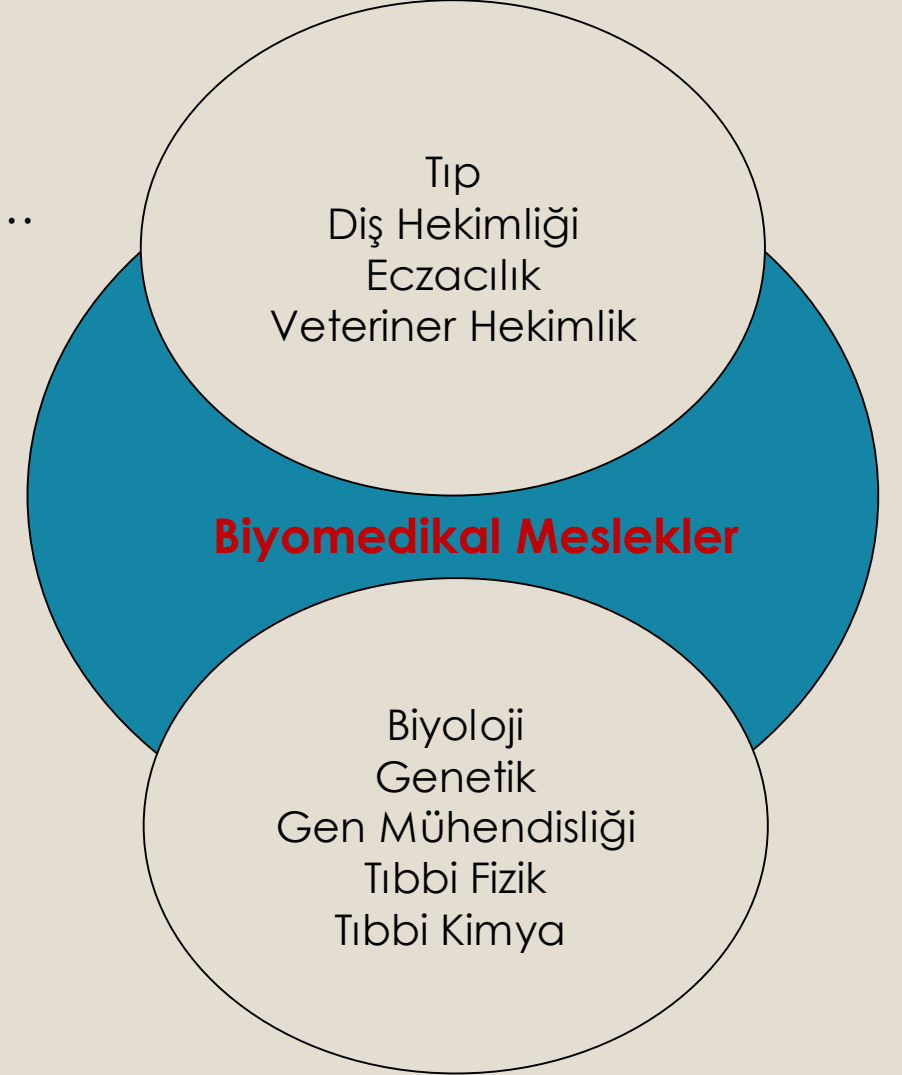 Tıp
..
Diş Hekimliği
Eczacılık
Veteriner Hekimlik
Biyomedikal Meslekler
Biyoloji
Genetik
Gen Mühendisliği
Tıbbi Fizik
Tıbbi Kimya